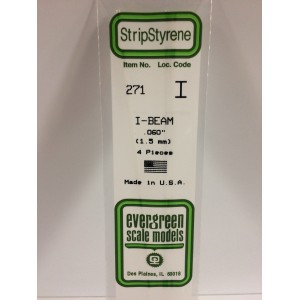 StripStyrene
Item No. Loc. Code
271 I
I-BEAM
.060"
(1.5 mm)
4 Pieces
Made in U.S.A.
evergreen
scale models
Des Plaines, IL 60018